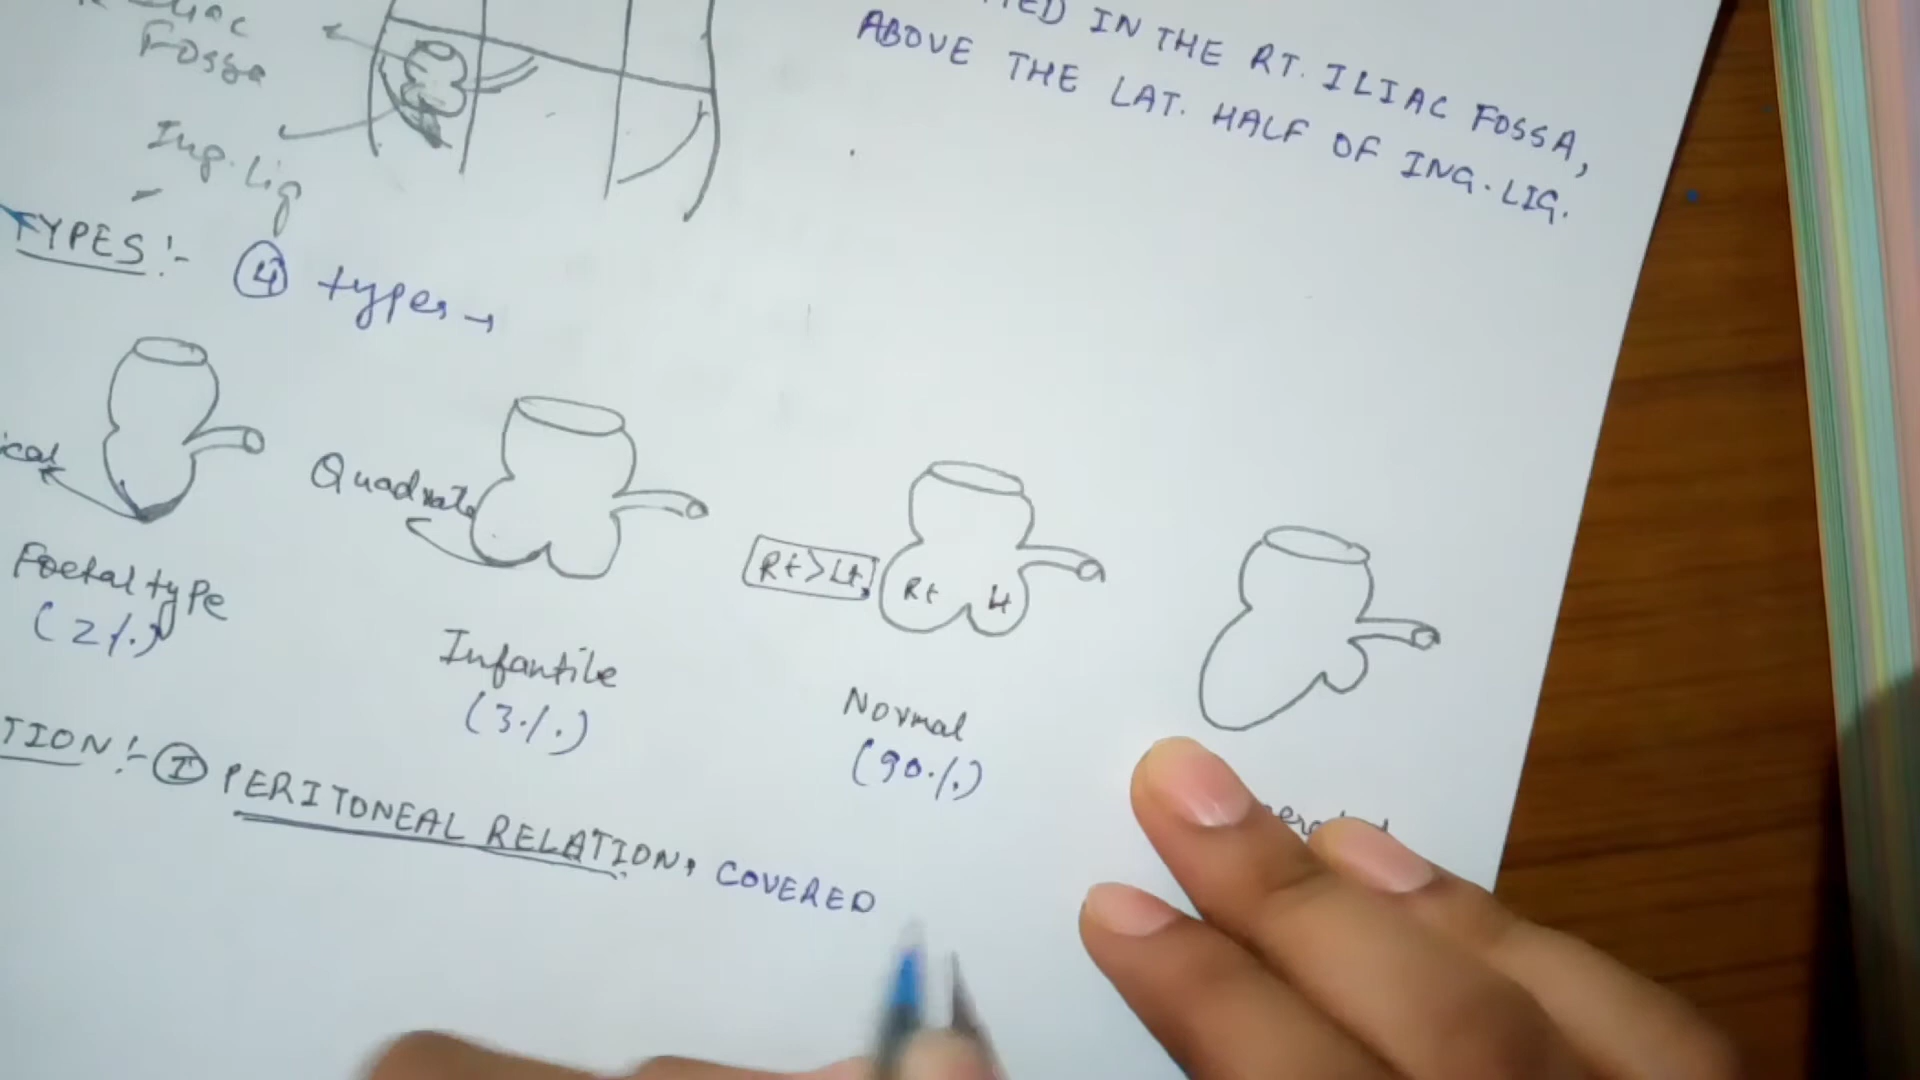 Iliac
Fossa
Ing. Lig
IN THE RT. ILIAC FOSSA,
ABOVE THE LAT. HALF OF ING. LIG.
TYPES:- ④ types →
Quadrate
Rt>Lt
Rt Lt
Foetal type
(2%)
Infantile
(3%)
Normal
(90%)
TION:- Ⓘ PERITONEAL RELATION, COVERED